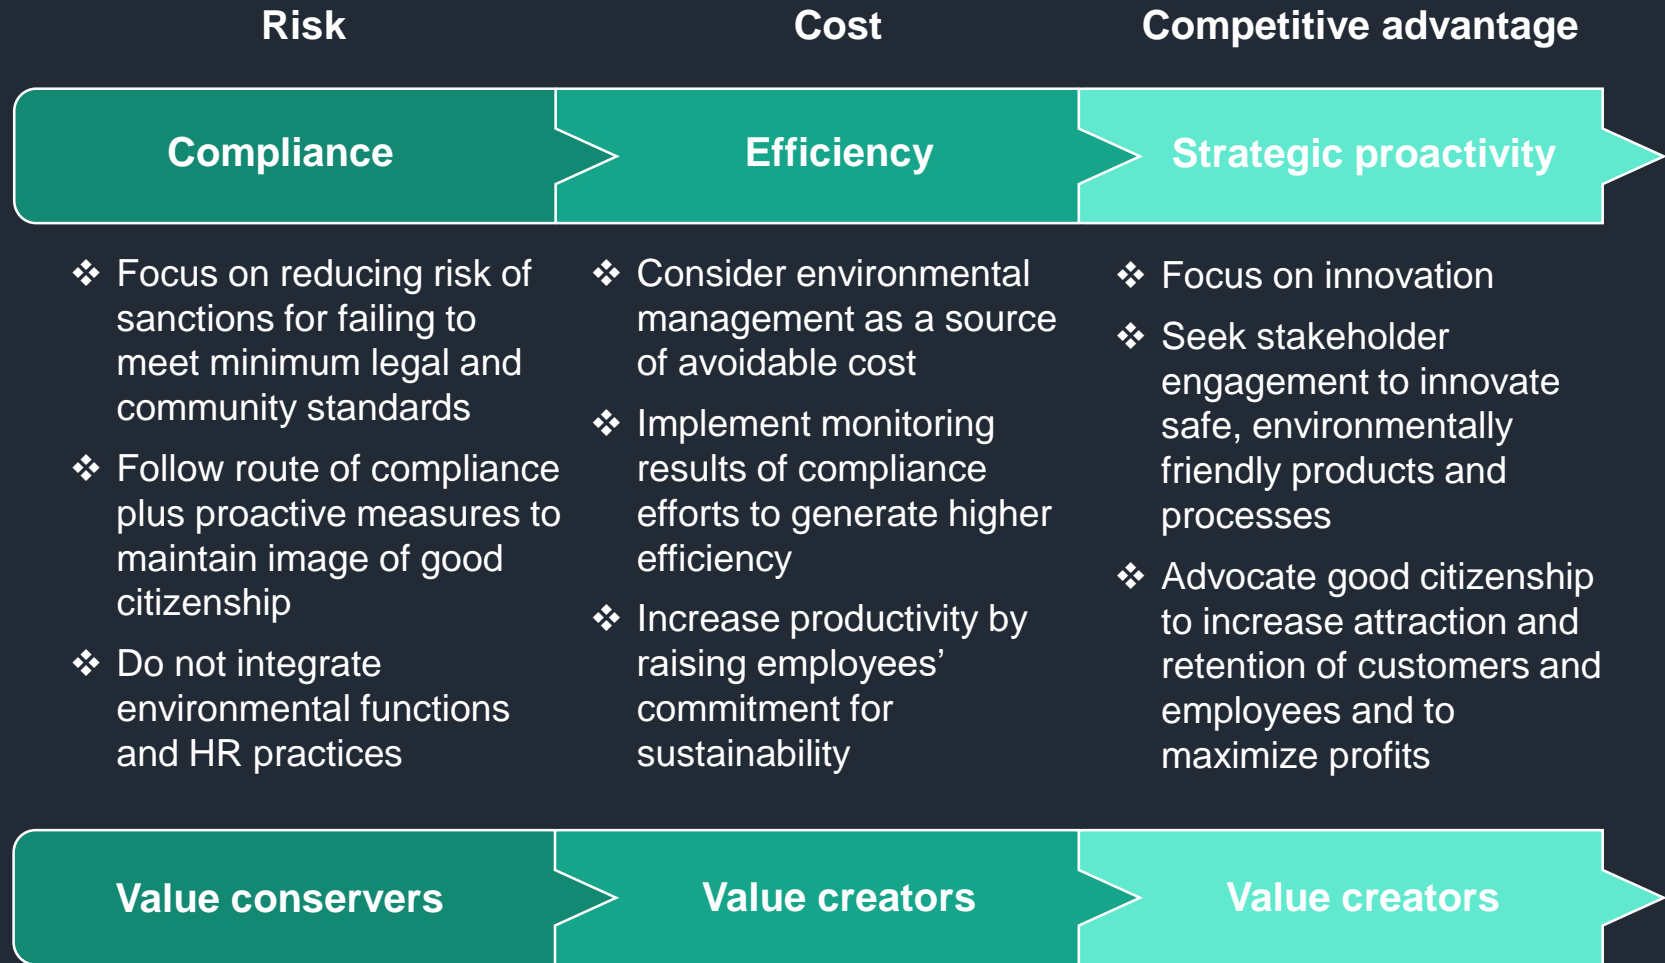 Risk
Cost
Competitive advantage
Compliance
Efficiency
Strategic proactivity
❖ Focus on reducing risk of
sanctions for failing to
meet minimum legal and
community standards
❖ Follow route of compliance
plus proactive measures to
maintain image of good
citizenship
❖ Do not integrate
environmental functions
and HR practices
❖ Consider environmental
management as a source
of avoidable cost
❖ Implement monitoring
results of compliance
efforts to generate higher
efficiency
❖ Increase productivity by
raising employees’
commitment for
sustainability
❖ Focus on innovation
❖ Seek stakeholder
engagement to innovate
safe, environmentally
friendly products and
processes
❖ Advocate good citizenship
to increase attraction and
retention of customers and
employees and to
maximize profits
Value conservers
Value creators
Value creators